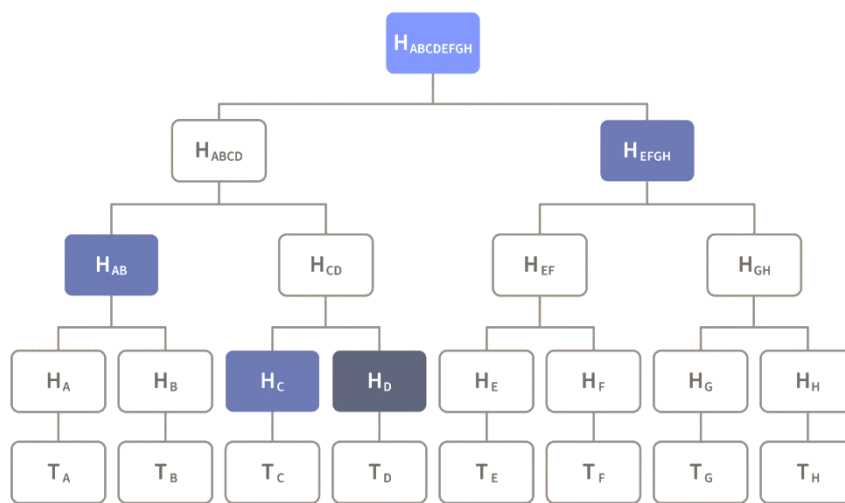 HABCDEFGH
HABCD HEFGH
HAB HCD HEF HGH
HA HB HC HD HE HF HG HH
TA TB TC TD TE TF TG TH